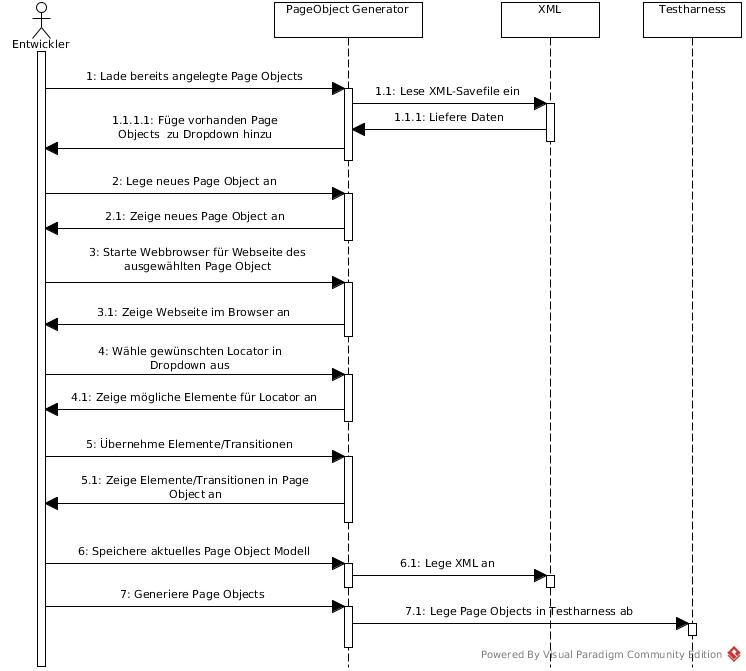 PageObject Generator
XML
Testharness
Entwickler
1: Lade bereits angelegte Page Objects
1.1: Lese XML-Savefile ein
1.1.1: Liefere Daten
1.1.1.1: Füge vorhanden Page
Objects zu Dropdown hinzu
2: Lege neues Page Object an
2.1: Zeige neues Page Object an
3: Starte Webbrowser für Webseite des
ausgewählten Page Object
3.1: Zeige Webseite im Browser an
4: Wähle gewünschten Locator in
Dropdown aus
4.1: Zeige mögliche Elemente für Locator an
5: Übernehme Elemente/Transitionen
5.1: Zeige Elemente/Transitionen in Page
Object an
6: Speichere aktuelles Page Object Modell
6.1: Lege XML an
7: Generiere Page Objects
7.1: Lege Page Objects in Testharness ab
Powered By Visual Paradigm Community Edition